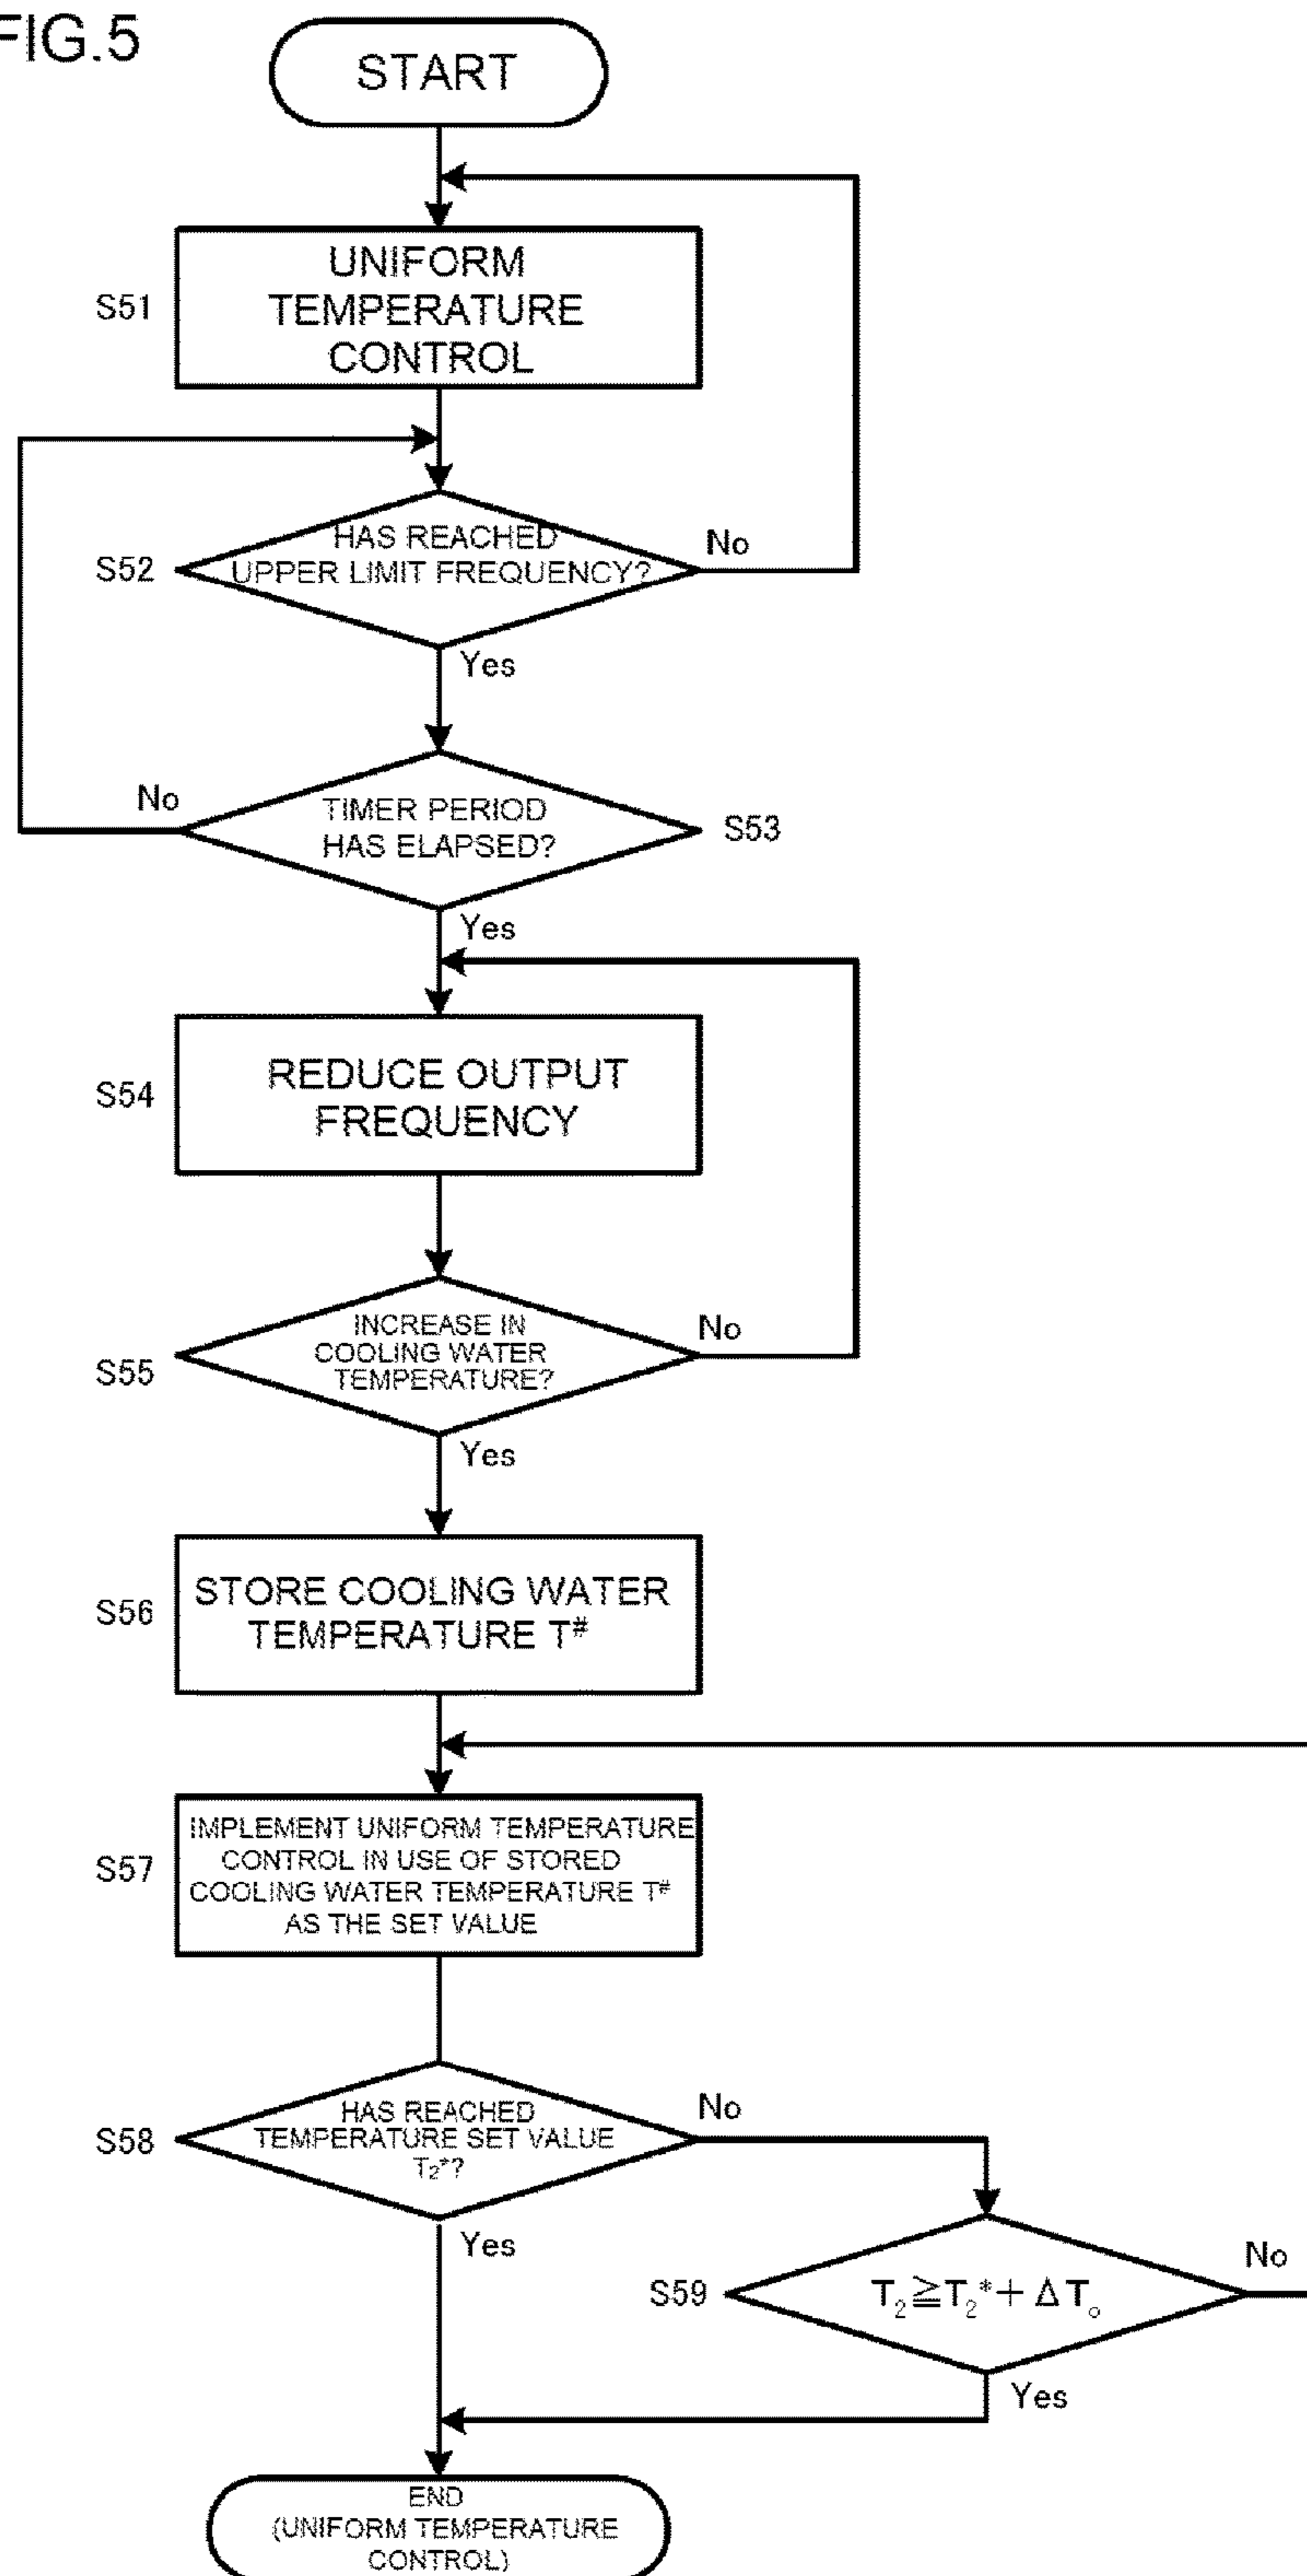 FIG.5
START
S51
UNIFORM
TEMPERATURE
CONTROL
S52
HAS REACHED
UPPER LIMIT FREQUENCY?
No
Yes
No
TIMER PERIOD
HAS ELAPSED?
S53
Yes
S54
REDUCE OUTPUT
FREQUENCY
S55
INCREASE IN
COOLING WATER
TEMPERATURE?
No
Yes
S56
STORE COOLING WATER
TEMPERATURE T#
S57
IMPLEMENT UNIFORM TEMPERATURE
CONTROL IN USE OF STORED
COOLING WATER TEMPERATURE T#
AS THE SET VALUE
S58
HAS REACHED
TEMPERATURE SET VALUE
T2*?
No
Yes
S59
T2≧T2*+ΔTo
No
Yes
END
(UNIFORM TEMPERATURE
CONTROL)